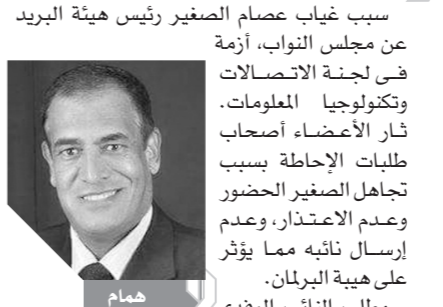 سبب غياب عصام الصغير رئيس هيئة البريد
عن مجلس النواب، أزمة
فى لجنة الاتصالات
وتكنولوجيا المعلومات.
ثار الأعضاء أصحاب
طلبات الإحاطة بسبب
تجاهل الصغير الحضور
وعدم الاعتذار، وعدم
إرسال نائبه مما يؤثر
على هيبة البرلمان.
همام